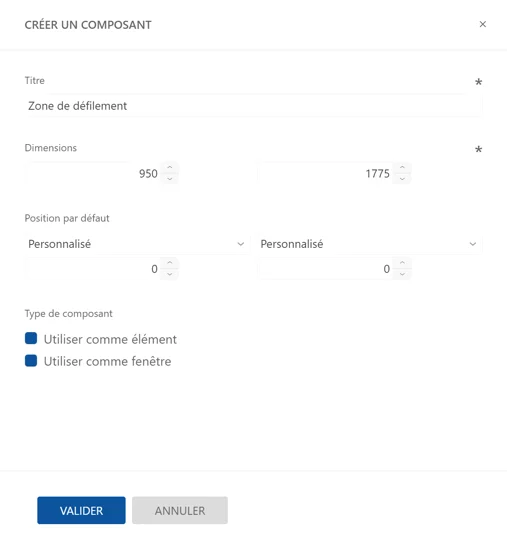 CRÉER UN COMPOSANT ×
Titre *
Zone de défilement
Dimensions *
950 1775
Position par défaut
Personnalisé Personnalisé
0 0
Type de composant
Utiliser comme élément
Utiliser comme fenêtre
VALIDER ANNULER